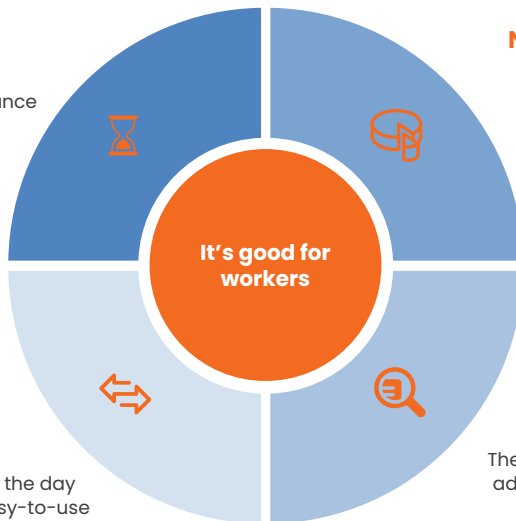 N
ance
It’s good for
workers
The
the day
ad
sy-to-use